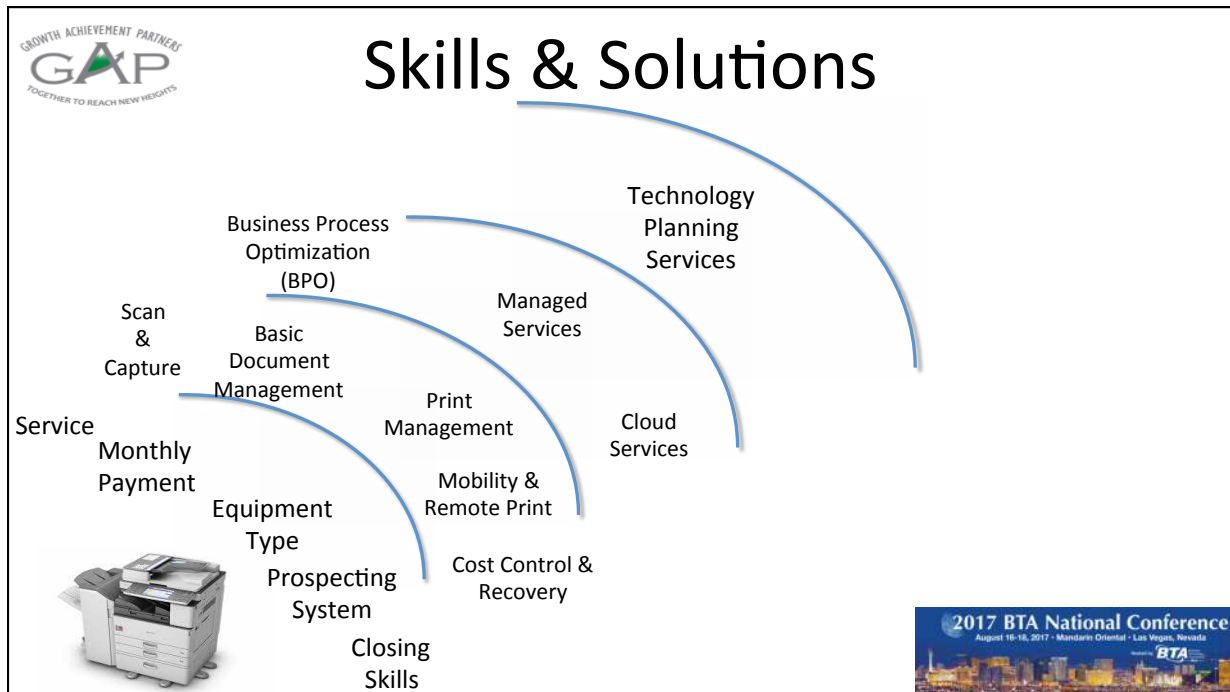 GROWTH ACHIEVEMENT PARTNERS
GAP
TOGETHER TO REACH NEW HEIGHTS
Skills & Solutions
Technology
Planning
Services
Business Process
Optimization
(BPO)
Managed
Services
Scan
&
Capture
Basic
Document
Management
Print
Management
Cloud
Services
Service
Monthly
Payment
Mobility &
Remote Print
Equipment
Type
Cost Control &
Recovery
Prospecting
System
Closing
Skills
2017 BTA National Conference
August 16-18, 2017 • Mandarin Oriental • Las Vegas, Nevada
BTA